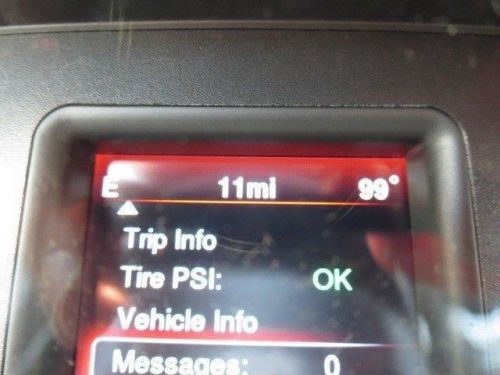 E 11mi 99°
Trip Info
Tire PSI: OK
Vehicle Info
Messages: 0